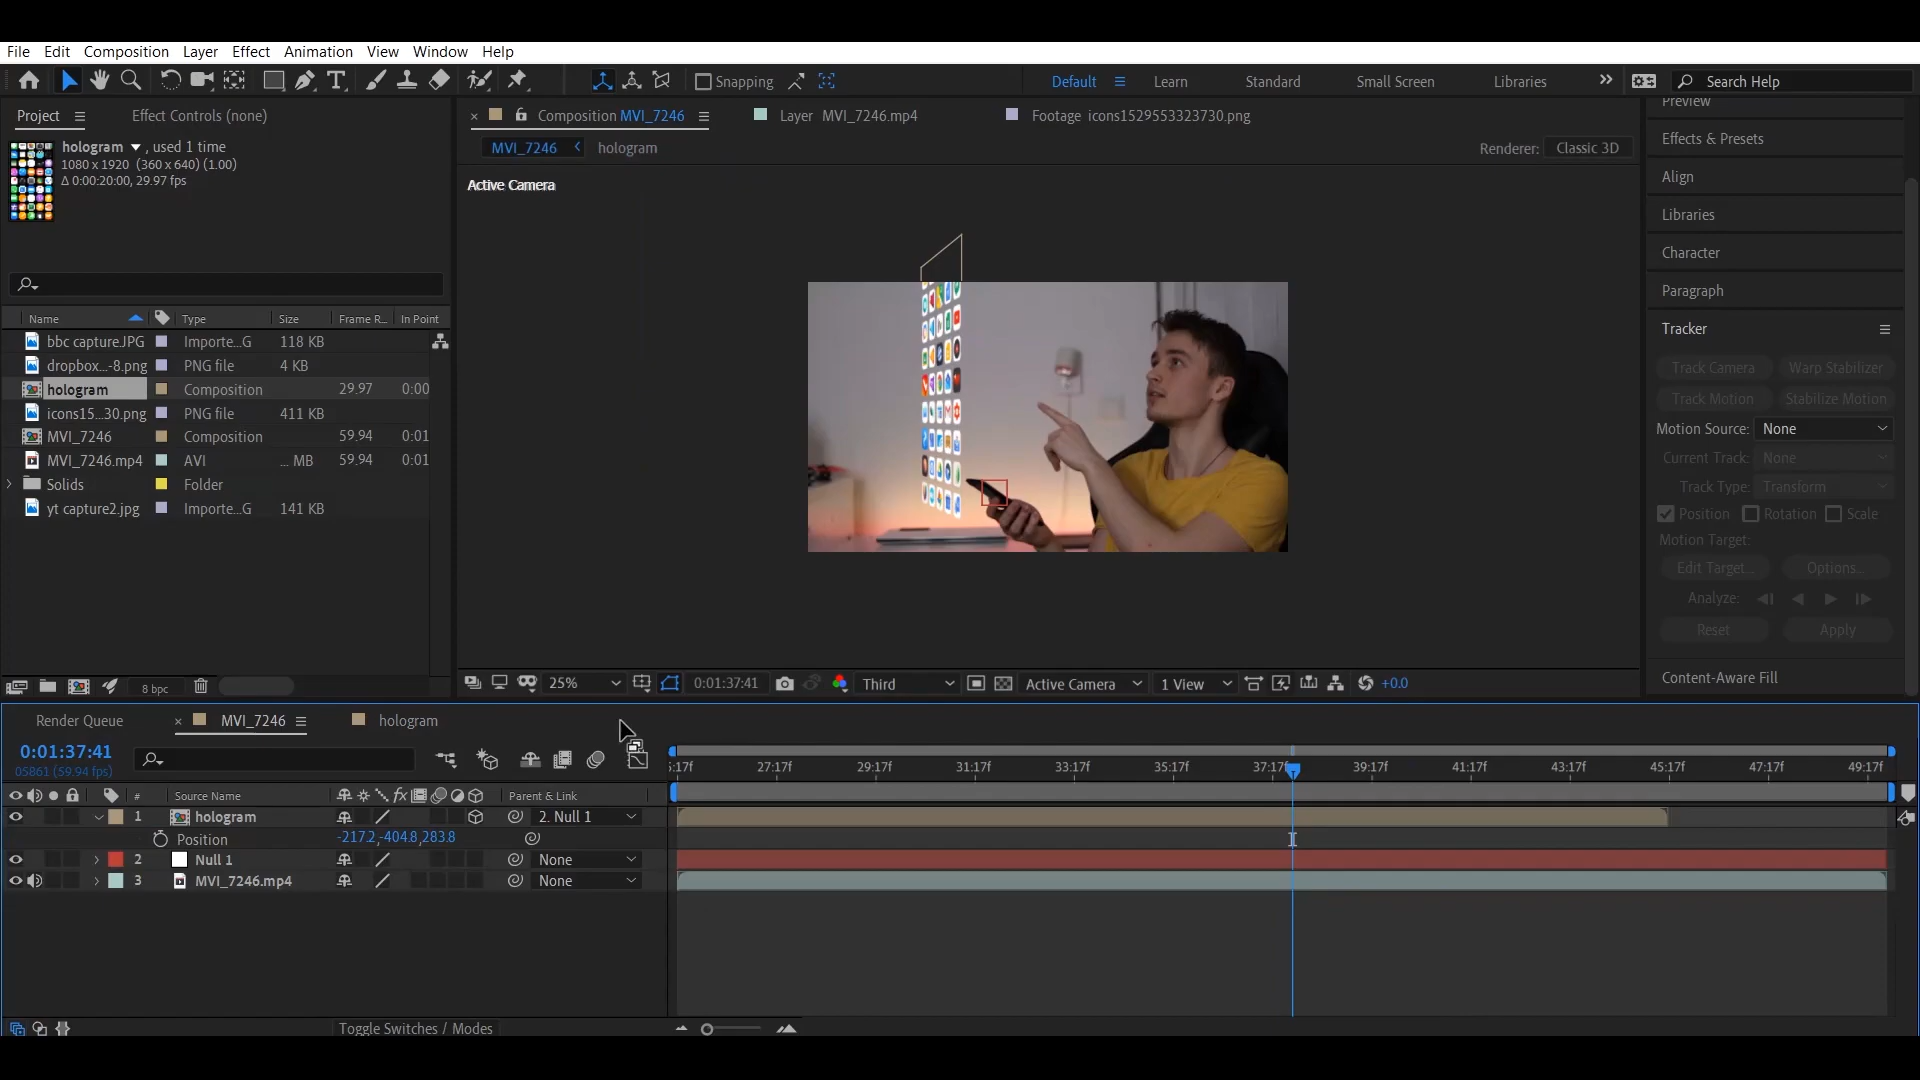 File Edit Composition Layer Effect Animation View Window Help
Snapping Default Learn Standard Small Screen Libraries Search Help
Project Effect Controls (none)
hologram , used 1 time
1080 x 1920 (360 x 640) (1.00)
Δ 0:00:20:00, 29.97 fps
Name Type Size Frame R... In Point
bbc capture.JPG Importe...G 118 KB
dropbox...-8.png PNG file 4 KB
hologram Composition 29.97 0:00
icons15...30.png PNG file 411 KB
MVI_7246 Composition 59.94 0:01
MVI_7246.mp4 AVI ... MB 59.94 0:01
Solids Folder
yt capture2.jpg Importe...G 141 KB
8 bpc
Composition MVI_7246 Layer MVI_7246.mp4 Footage icons1529553323730.png
MVI_7246 hologram Renderer: Classic 3D
Active Camera
25% 0:01:37:41 Third Active Camera 1 View +0.0
Preview
Effects & Presets
Align
Libraries
Character
Paragraph
Tracker
Track Camera Warp Stabilizer
Track Motion Stabilize Motion
Motion Source: None
Current Track: None
Track Type: Transform
Position Rotation Scale
Motion Target:
Edit Target... Options...
Analyze:
Reset Apply
Content-Aware Fill
Render Queue MVI_7246 hologram
0:01:37:41
05861 (59.94 fps)
5:17f 27:17f 29:17f 31:17f 33:17f 35:17f 37:17f 39:17f 41:17f 43:17f 45:17f 47:17f 49:17f
# Source Name fx Parent & Link
1 hologram 2. Null 1
Position -217.2,-404.8,283.8
2 Null 1 None
3 MVI_7246.mp4 None
Toggle Switches / Modes